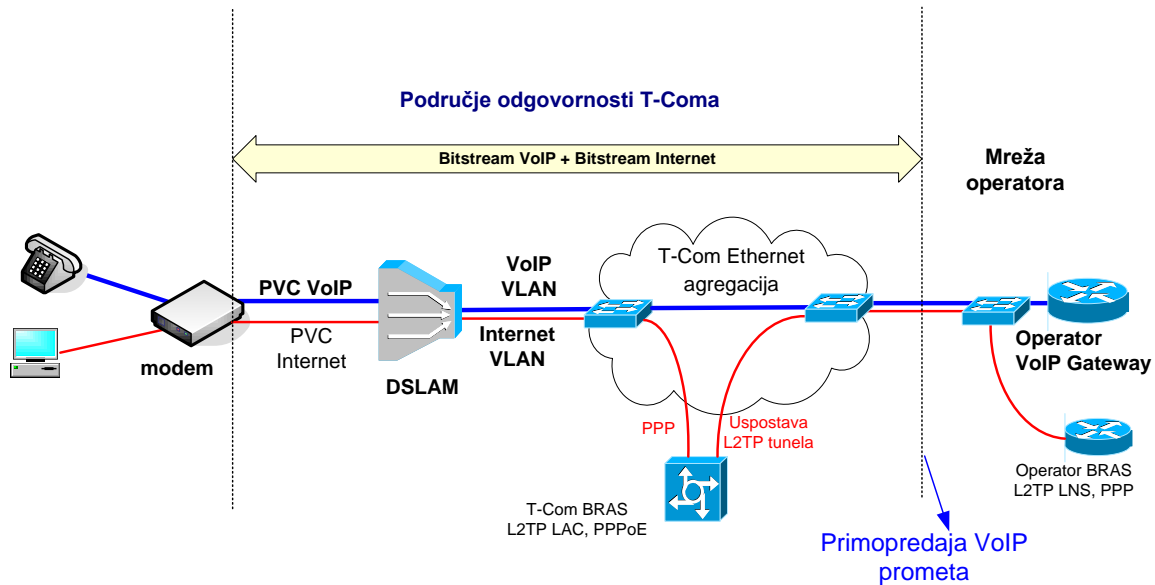 Područje odgovornosti T-Coma
Bitstream VoIP + Bitstream Internet
Mreža
operatora
T-Com Ethernet
agregacija
VoIP
VLAN
PVC VoIP
PVC
Internet
Internet
VLAN
modem
DSLAM
Operator
VoIP Gateway
PPP
Uspostava
L2TP tunela
T-Com BRAS
L2TP LAC, PPPoE
Operator BRAS
L2TP LNS, PPP
Primopredaja VoIP
prometa